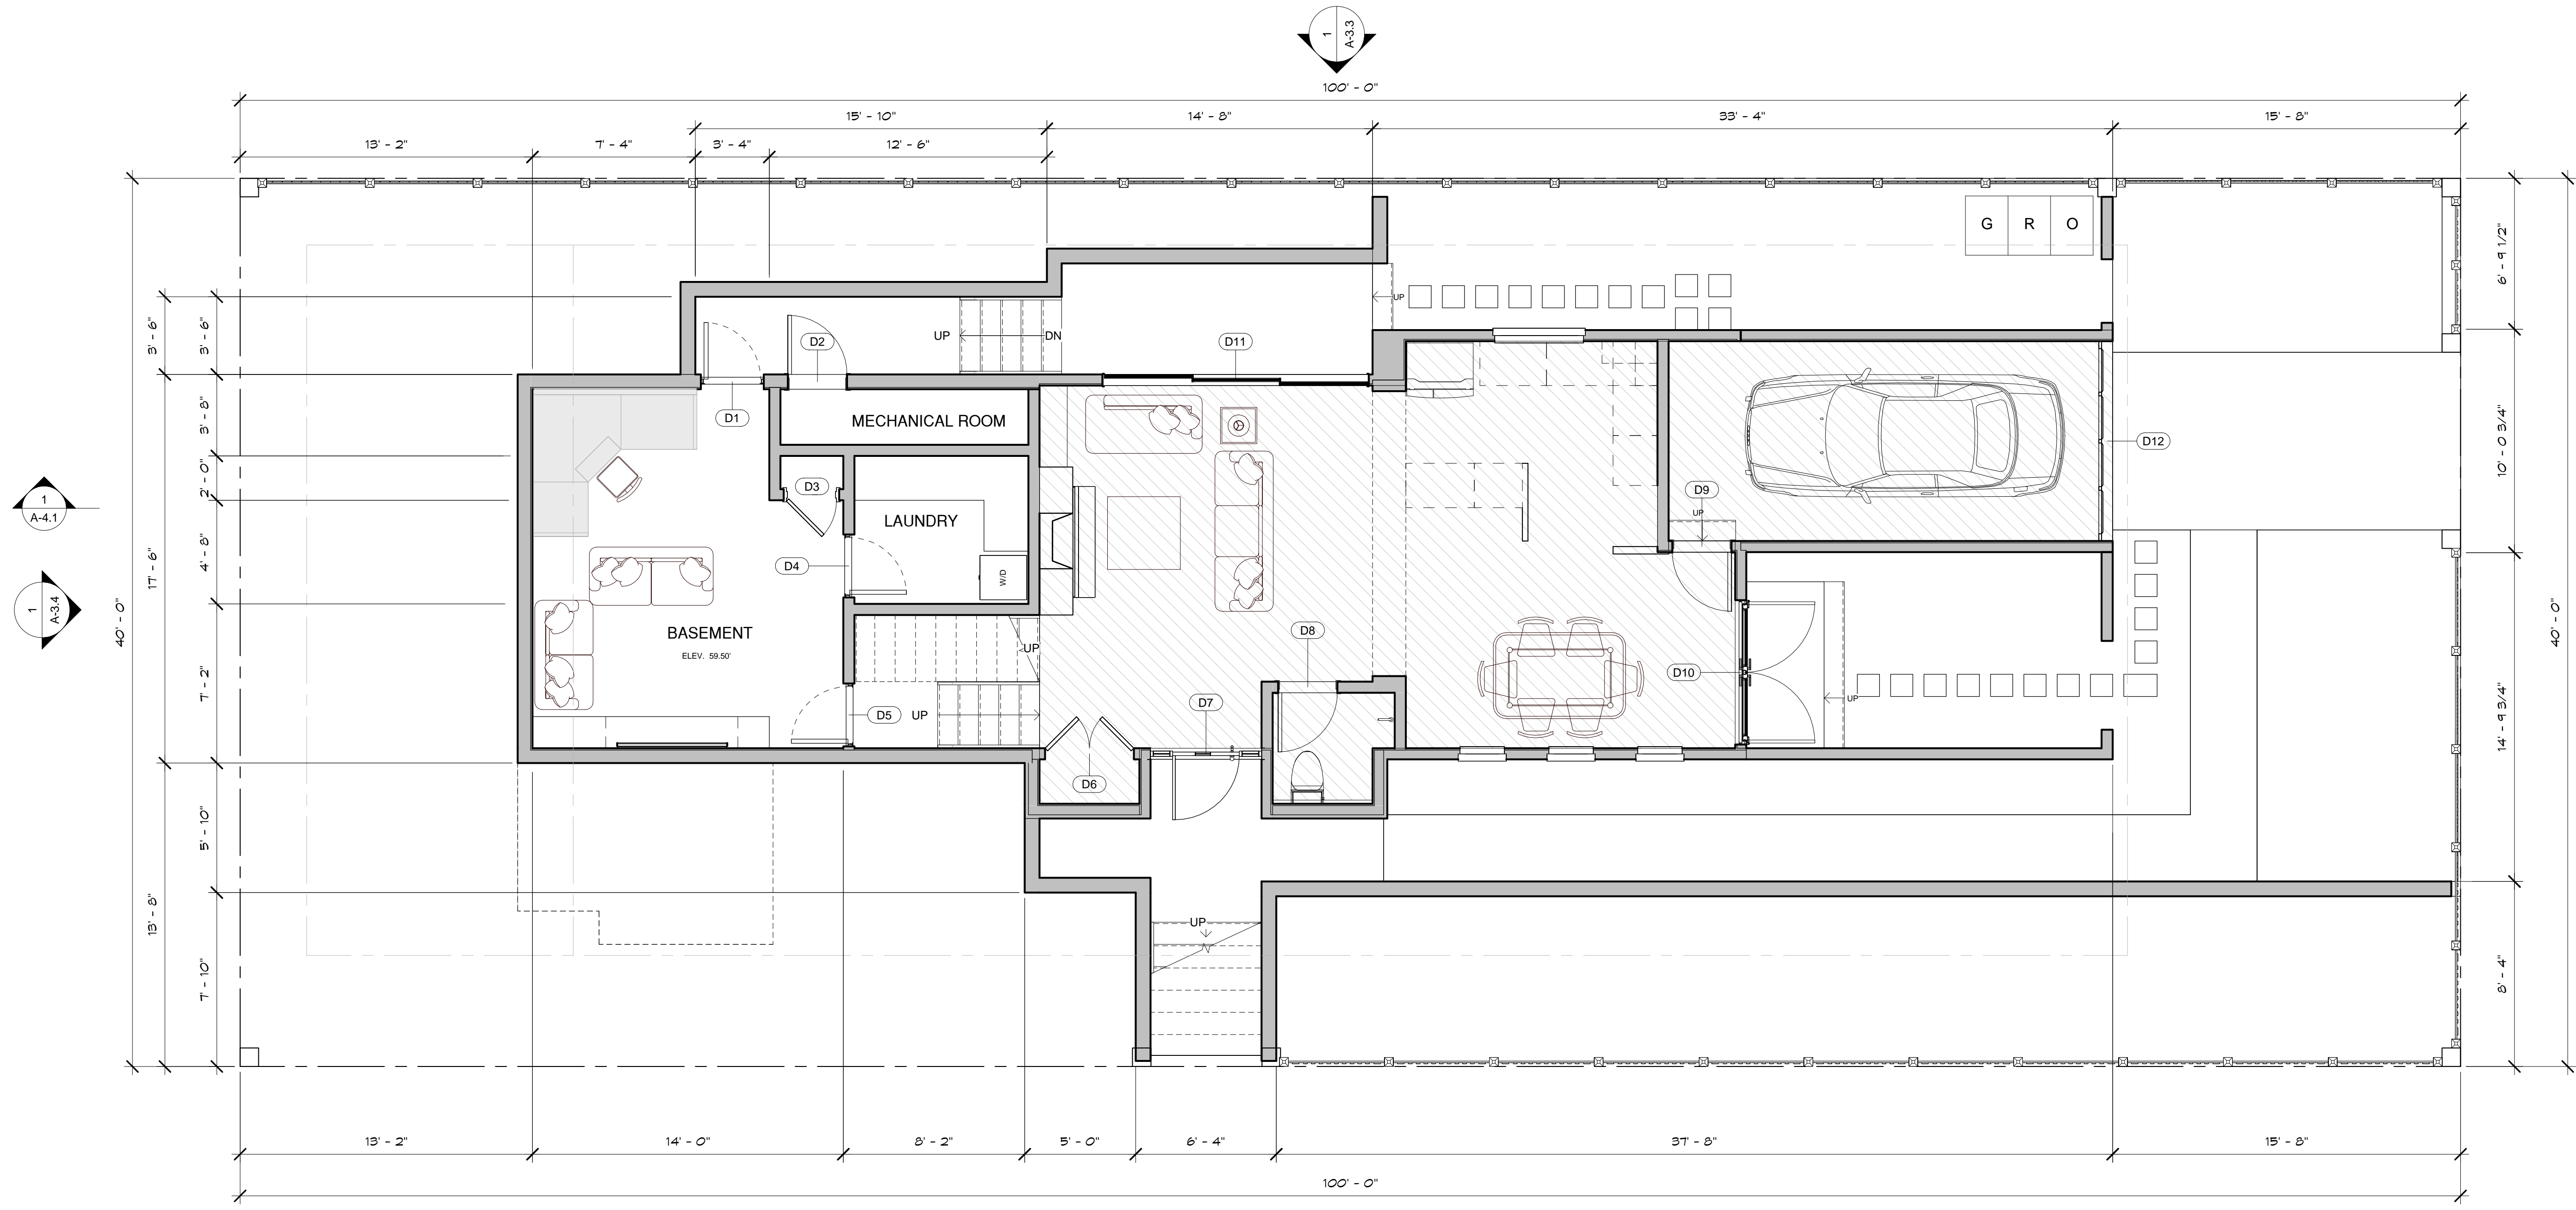 1
A-3.3
100' - 0"
15' - 10"
14' - 8"
33' - 4"
15' - 8"
13' - 2"
7' - 4"
3' - 4"
12' - 6"
G R O
6' - 9 1/2"
UP
3' - 6"
3' - 6"
UP
DN
D2
D11
D1
MECHANICAL ROOM
3' - 8"
10' - 0 3/4"
D12
2' - 0"
D3
D9
UP
LAUNDRY
1
A-4.1
4' - 8"
17' - 6"
D4
W/D
1
A-3.4
40' - 0"
40' - 0"
BASEMENT
ELEV. 59.50'
UP
D8
D10
UP
7' - 2"
14' - 9 3/4"
D5
UP
D7
D6
5' - 10"
13' - 8"
UP
7' - 10"
8' - 4"
13' - 2"
14' - 0"
8' - 2"
5' - 0"
6' - 4"
37' - 8"
15' - 8"
100' - 0"